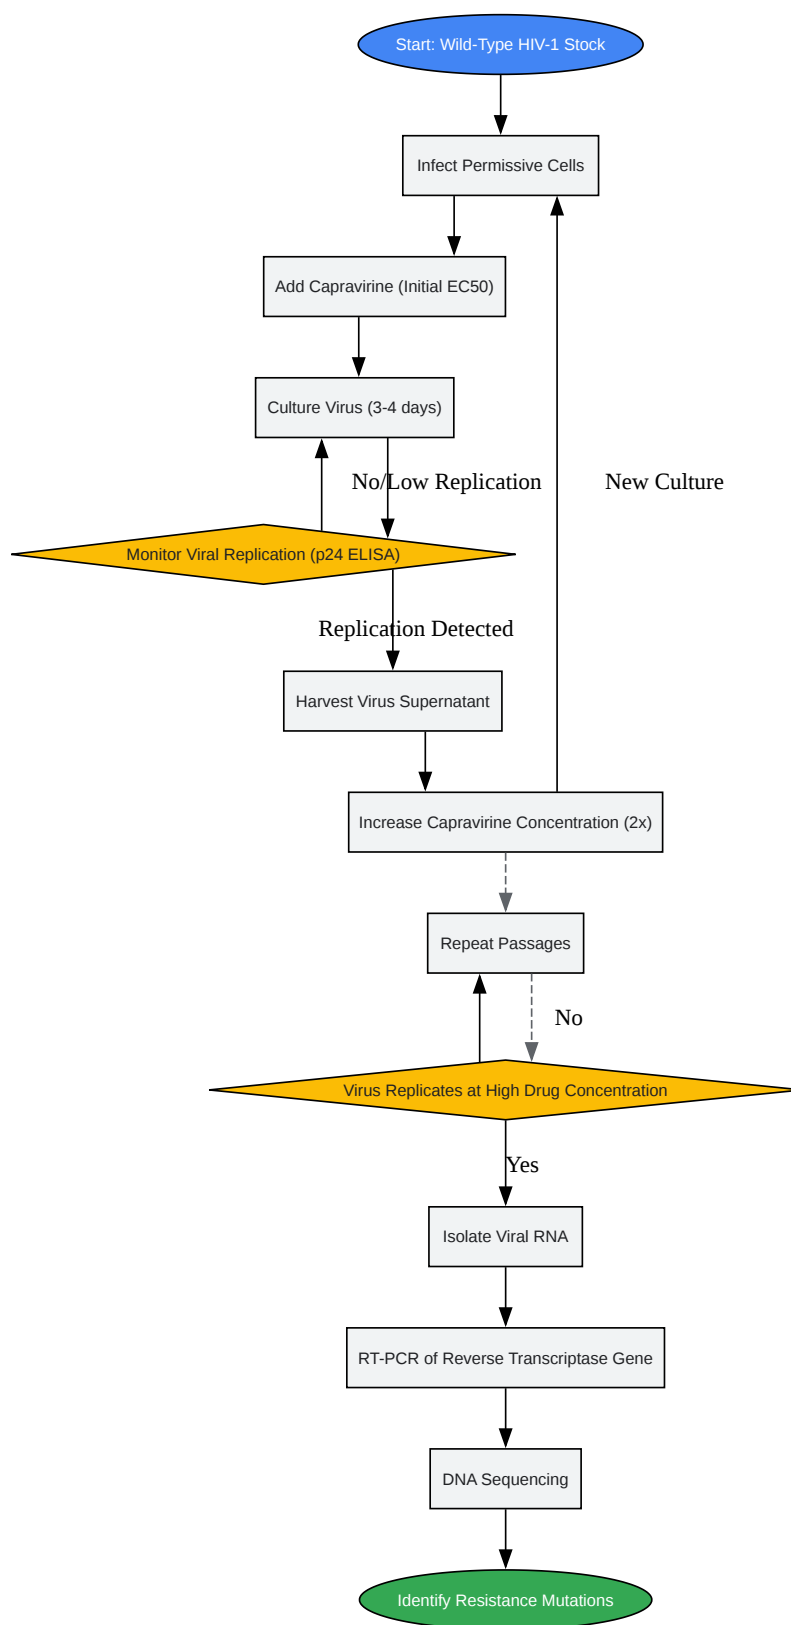 Start: Wild-Type HIV-1 Stock
Infect Permissive Cells
Add Capravirine (Initial EC50)
Culture Virus (3-4 days)
No/Low Replication
New Culture
Monitor Viral Replication (p24 ELISA)
Replication Detected
Harvest Virus Supernatant
Increase Capravirine Concentration (2x)
Repeat Passages
No
Virus Replicates at High Drug Concentration
Yes
Isolate Viral RNA
RT-PCR of Reverse Transcriptase Gene
DNA Sequencing
Identify Resistance Mutations